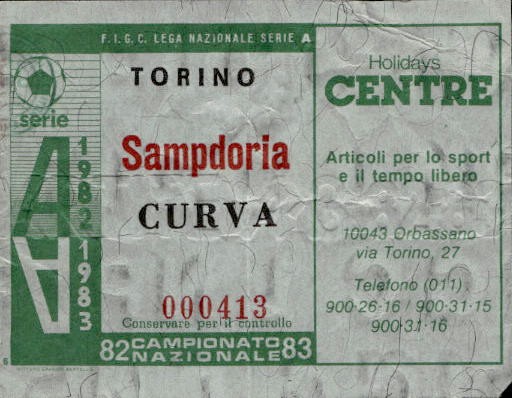 F.I.G.C. LEGA NAZIONALE SERIE A
TORINO
serie
A
1982
Sampdoria
CURVA
A
1983
000413
Conservare per il controllo
82 CAMPIONATO NAZIONALE 83
Holidays
CENTRE
Articoli per lo sport
e il tempo libero
10043 Orbassano
via Torino, 27
Telefono (011)
900·26·16 / 900·31·15
900·31·16
6